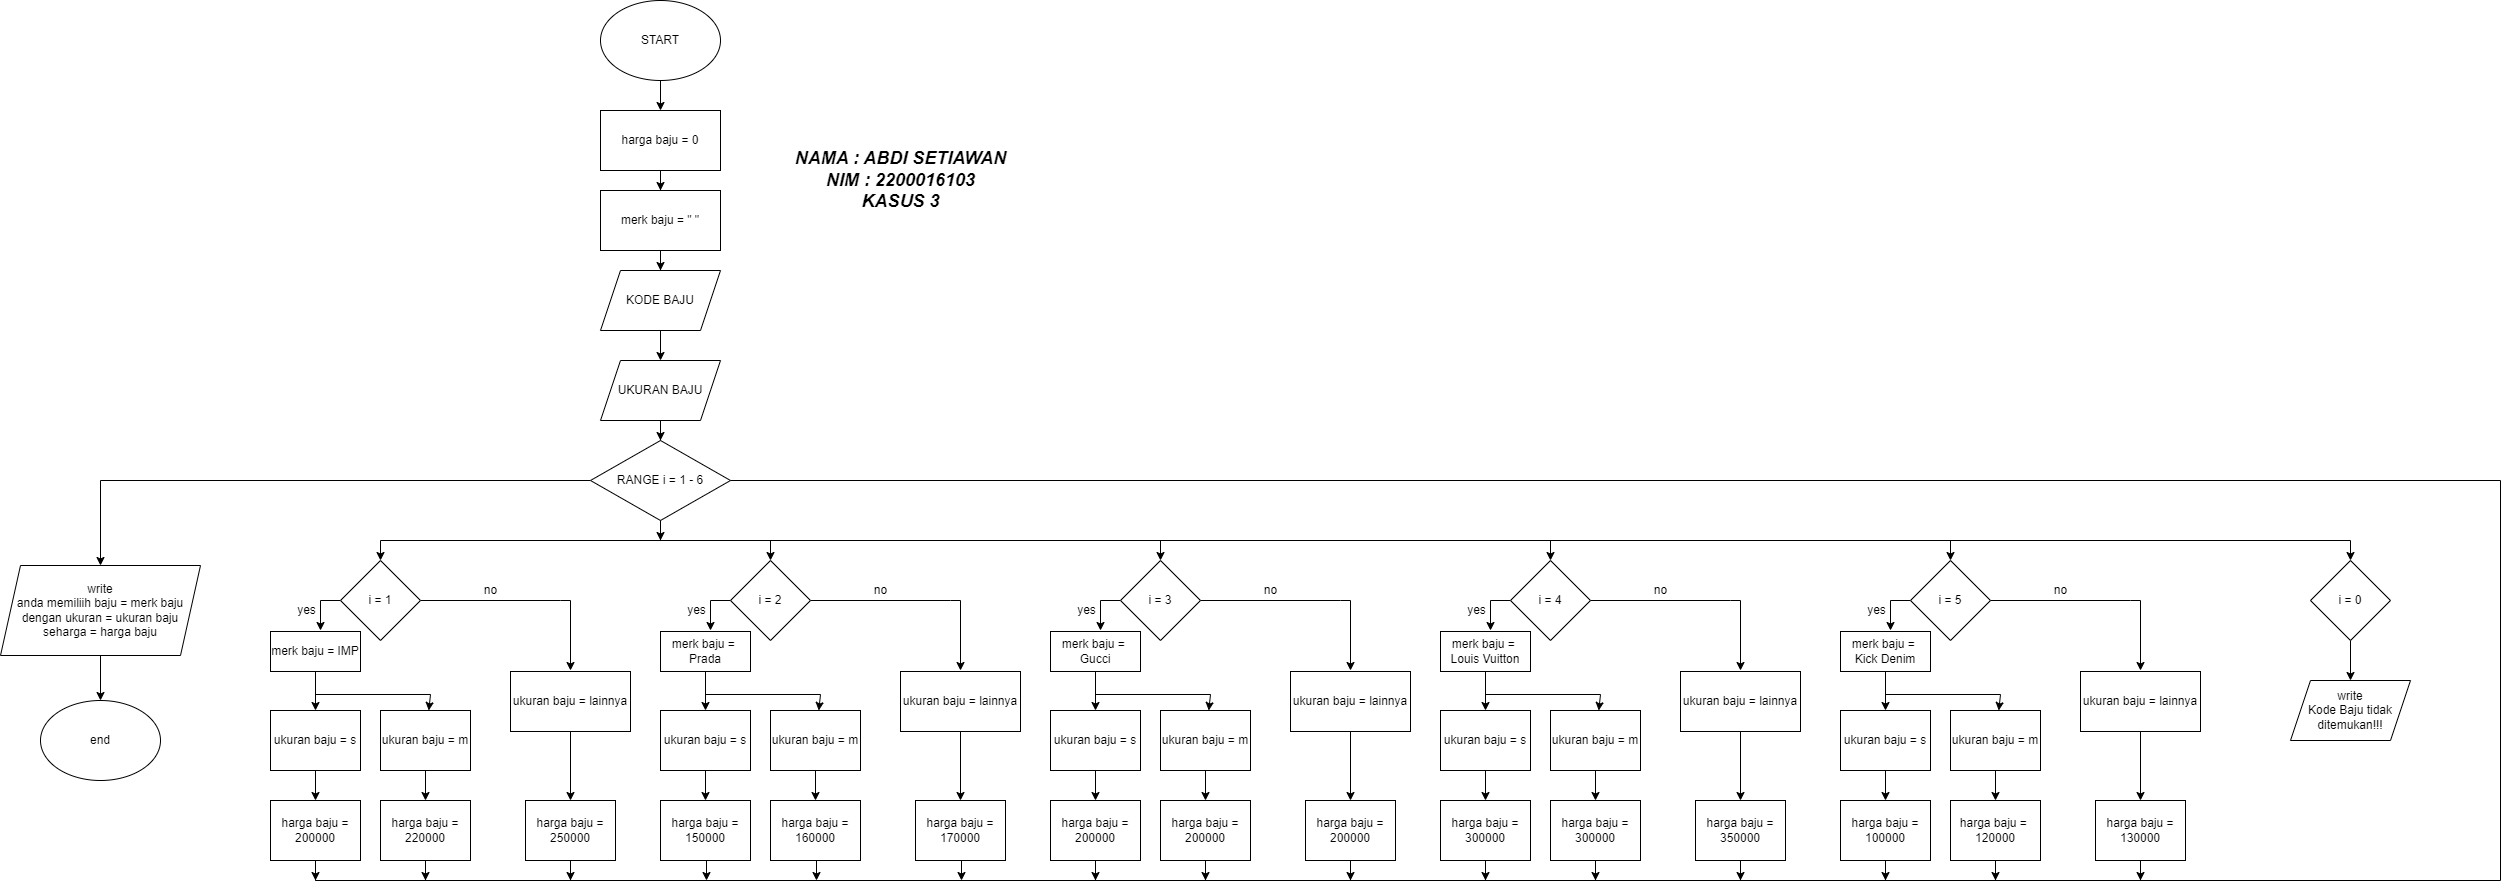 START
harga baju = 0
NAMA : ABDI SETIAWAN
NIM : 2200016103
KASUS 3
merk baju = " "
KODE BAJU
UKURAN BAJU
RANGE i = 1 - 6
write
anda memiliih baju = merk baju
dengan ukuran = ukuran baju
seharga = harga baju
end
i = 1
yes
no
merk baju = IMP
ukuran baju = s
ukuran baju = m
ukuran baju = lainnya
harga baju =
200000
harga baju =
220000
harga baju =
250000
i = 2
yes
no
merk baju =
Prada
ukuran baju = s
ukuran baju = m
ukuran baju = lainnya
harga baju =
150000
harga baju =
160000
harga baju =
170000
i = 3
yes
no
merk baju =
Gucci
ukuran baju = s
ukuran baju = m
ukuran baju = lainnya
harga baju =
200000
harga baju =
200000
harga baju =
200000
i = 4
yes
no
merk baju =
Louis Vuitton
ukuran baju = s
ukuran baju = m
ukuran baju = lainnya
harga baju =
300000
harga baju =
300000
harga baju =
350000
i = 5
yes
no
merk baju =
Kick Denim
ukuran baju = s
ukuran baju = m
ukuran baju = lainnya
harga baju =
100000
harga baju =
120000
harga baju =
130000
i = 0
write
Kode Baju tidak
ditemukan!!!